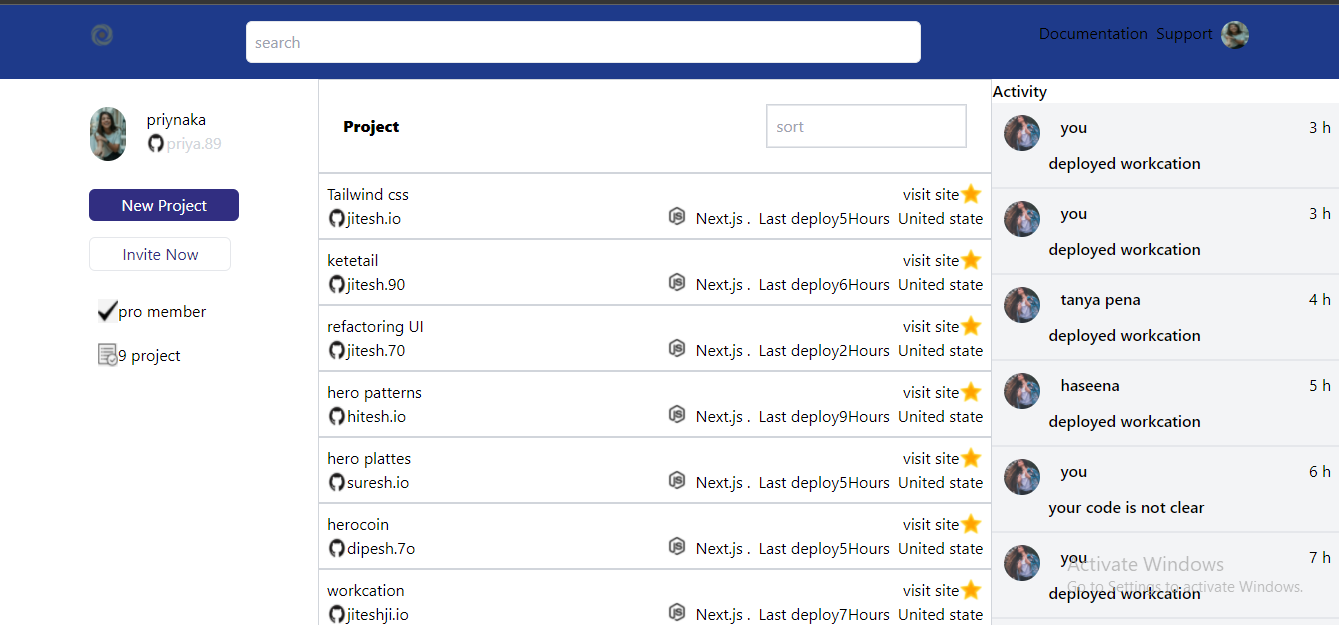 search
Documentation Support
priynaka
priya.89
New Project
Invite Now
pro member
9 project
Project
sort
Tailwind css visit site
jitesh.io Next.js . Last deploy5Hours United state
ketetail visit site
jitesh.90 Next.js . Last deploy6Hours United state
refactoring UI visit site
jitesh.70 Next.js . Last deploy2Hours United state
hero patterns visit site
hitesh.io Next.js . Last deploy9Hours United state
hero plattes visit site
suresh.io Next.js . Last deploy5Hours United state
herocoin visit site
dipesh.7o Next.js . Last deploy5Hours United state
workcation visit site
jiteshji.io Next.js . Last deploy7Hours United state
Activity
you 3 h
deployed workcation
you 3 h
deployed workcation
tanya pena 4 h
deployed workcation
haseena 5 h
deployed workcation
you 6 h
your code is not clear
you 7 h
deployed workcation
Activate Windows
Go to Settings to activate Windows.